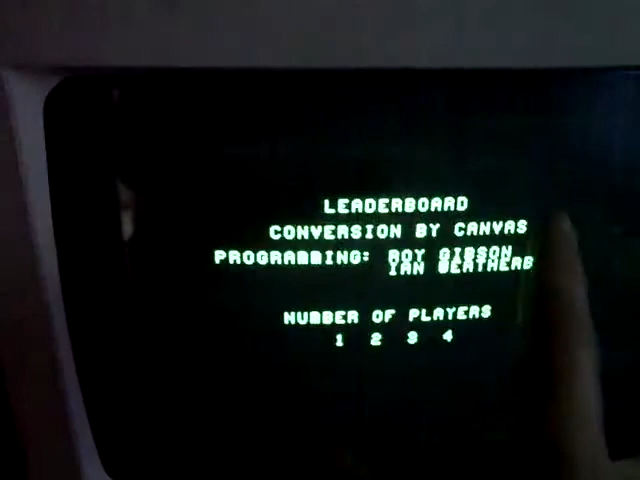 LEADERBOARD
CONVERSION BY CANVAS
PROGRAMMING: ROY GIBSON
IAN WEATHERB
NUMBER OF PLAYERS
1 2 3 4